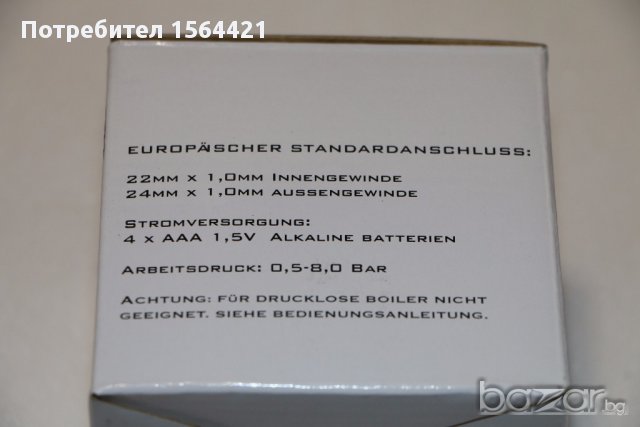 Потребител 1564421
EUROPÄISCHER STANDARDANSCHLUSS:
22MM X 1,0MM INNENGEWINDE
24MM X 1,0MM AUSSENGEWINDE
STROMVERSORGUNG:
4 X AAA 1,5V ALKALINE BATTERIEN
ARBEITSDRUCK: 0,5-8,0 BAR
ACHTUNG: FÜR DRUCKLOSE BOILER NICHT
GEEIGNET. SIEHE BEDIENUNGSANLEITUNG.
bazar.bg